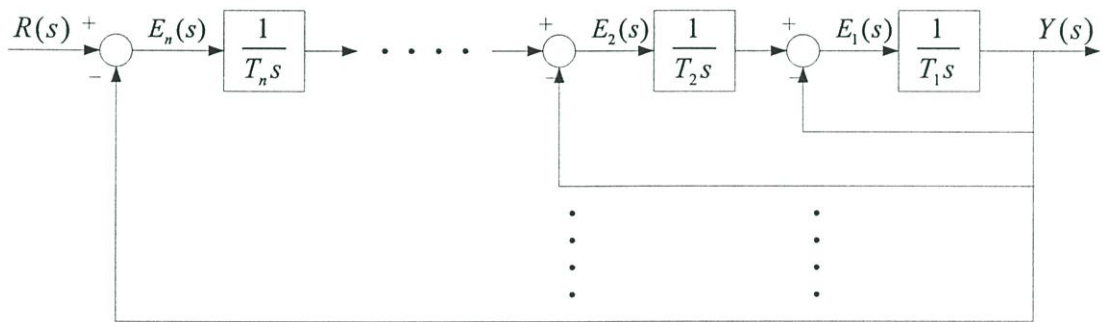 R(s) + − E_n(s) 1/(T_n s) · · · · + − E_2(s) 1/(T_2 s) + − E_1(s) 1/(T_1 s) Y(s)